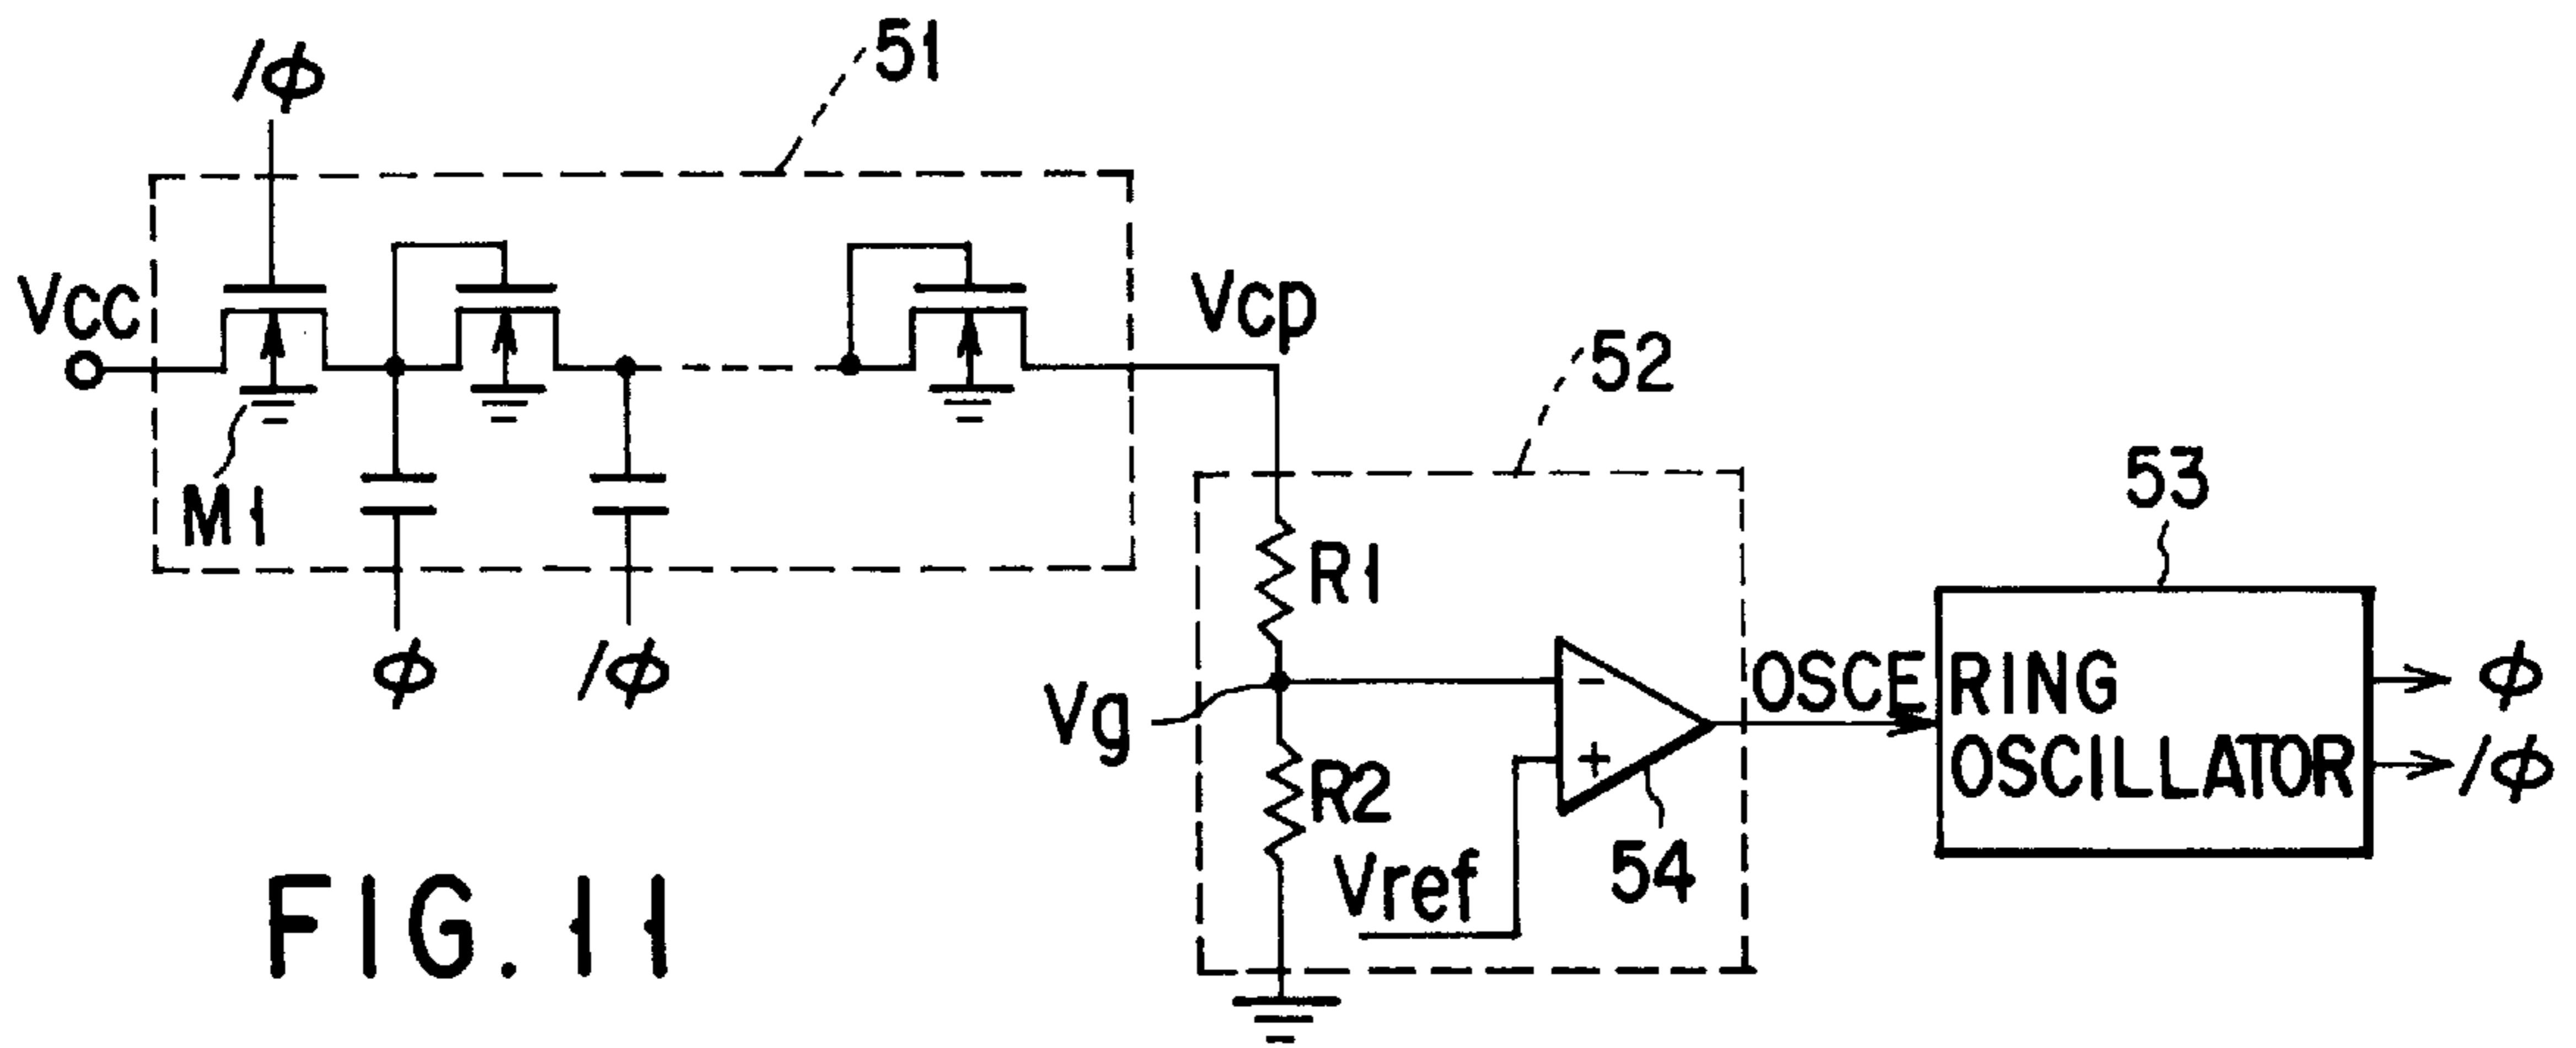 /φ
51
Vcc
Vcp
M1
52
53
φ
/φ
R1
Vg
-
+
OSCE
RING
OSCILLATOR
φ
/φ
R2
Vref
54
FIG. 11